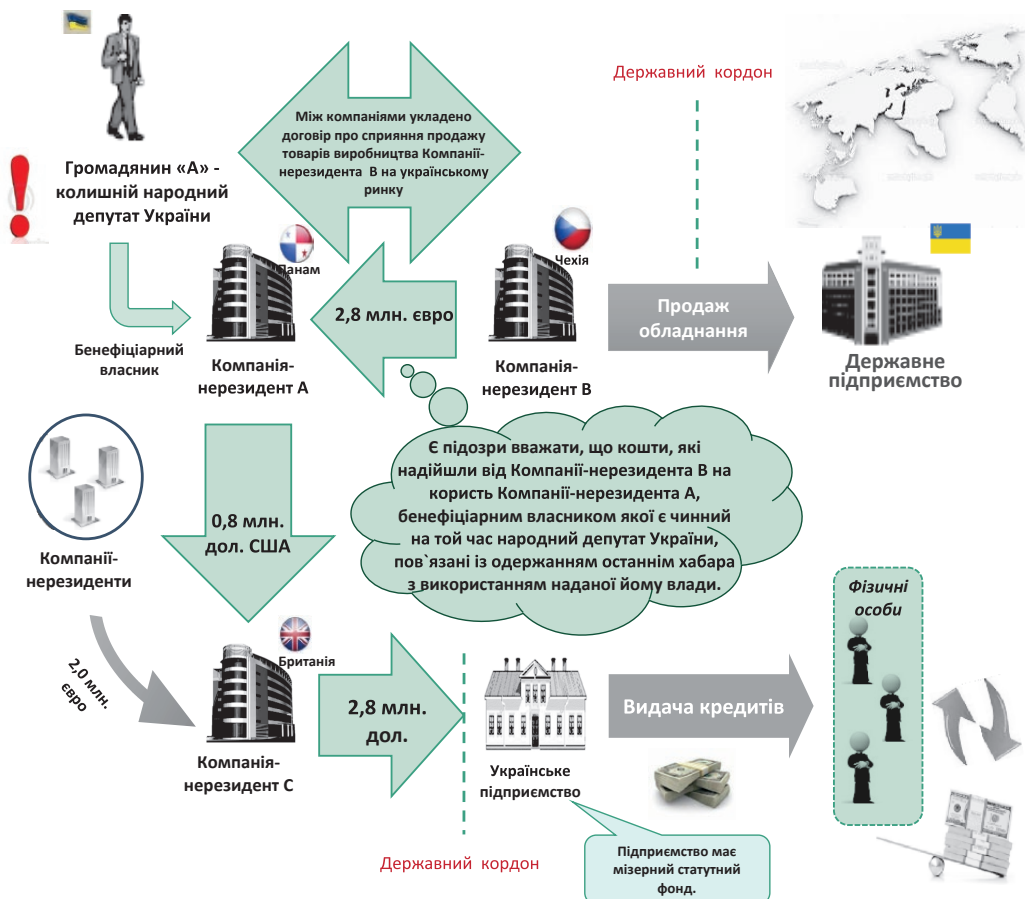 Державний кордон
Між компаніями укладено
договір про сприяння продажу
товарів виробництва Компанії-
нерезидента В на українському
ринку
Громадянин «А» -
колишній народний
депутат України
Панам
Чехія
2,8 млн. євро
Продаж
обладнання
Бенефіціарний
власник
Компанія-
нерезидент А
Компанія-
нерезидент В
Державне
підприємство
Є підозри вважати, що кошти, які
надійшли від Компанії-нерезидента В на
користь Компанії-нерезидента А,
бенефіціарним власником якої є чинний
на той час народний депутат України,
пов`язані із одержанням останнім хабара
з використанням наданої йому влади.
0,8 млн.
дол. США
Компанії-
нерезиденти
Фізичні
особи
2,0 млн.
євро
Британія
2,8 млн.
дол.
Видача кредитів
Компанія-
нерезидент С
Українське
підприємство
Державний кордон
Підприємство має
мізерний статутний
фонд.